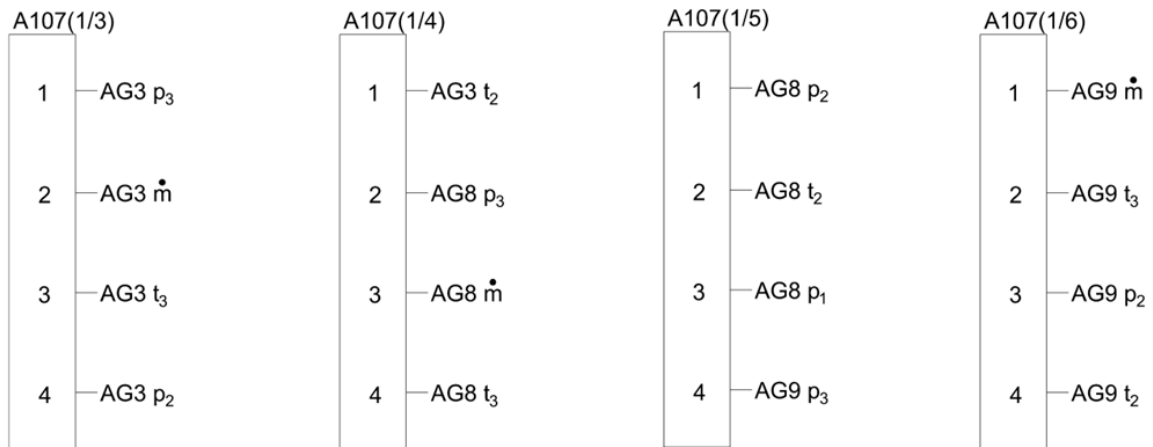 A107(1/3)
1 AG3 p₃
2 AG3 ṁ
3 AG3 t₃
4 AG3 p₂
A107(1/4)
1 AG3 t₂
2 AG8 p₃
3 AG8 ṁ
4 AG8 t₃
A107(1/5)
1 AG8 p₂
2 AG8 t₂
3 AG8 p₁
4 AG9 p₃
A107(1/6)
1 AG9 ṁ
2 AG9 t₃
3 AG9 p₂
4 AG9 t₂